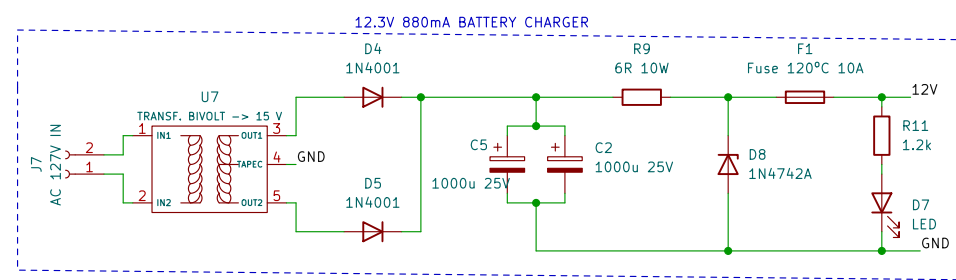 12.3V 880mA BATTERY CHARGER
D4
1N4001
R9
6R 10W
F1
Fuse 120ºC 10A
U7
TRANSF. BIVOLT -> 15 V
12V
J7
AC 127V IN
2
1
1
IN1
2
IN2
OUT1
3
TAPEC
4
GND
OUT2
5
C5
+
1000u 25V
+
C2
1000u 25V
D8
1N4742A
R11
1.2k
D5
1N4001
D7
LED
GND